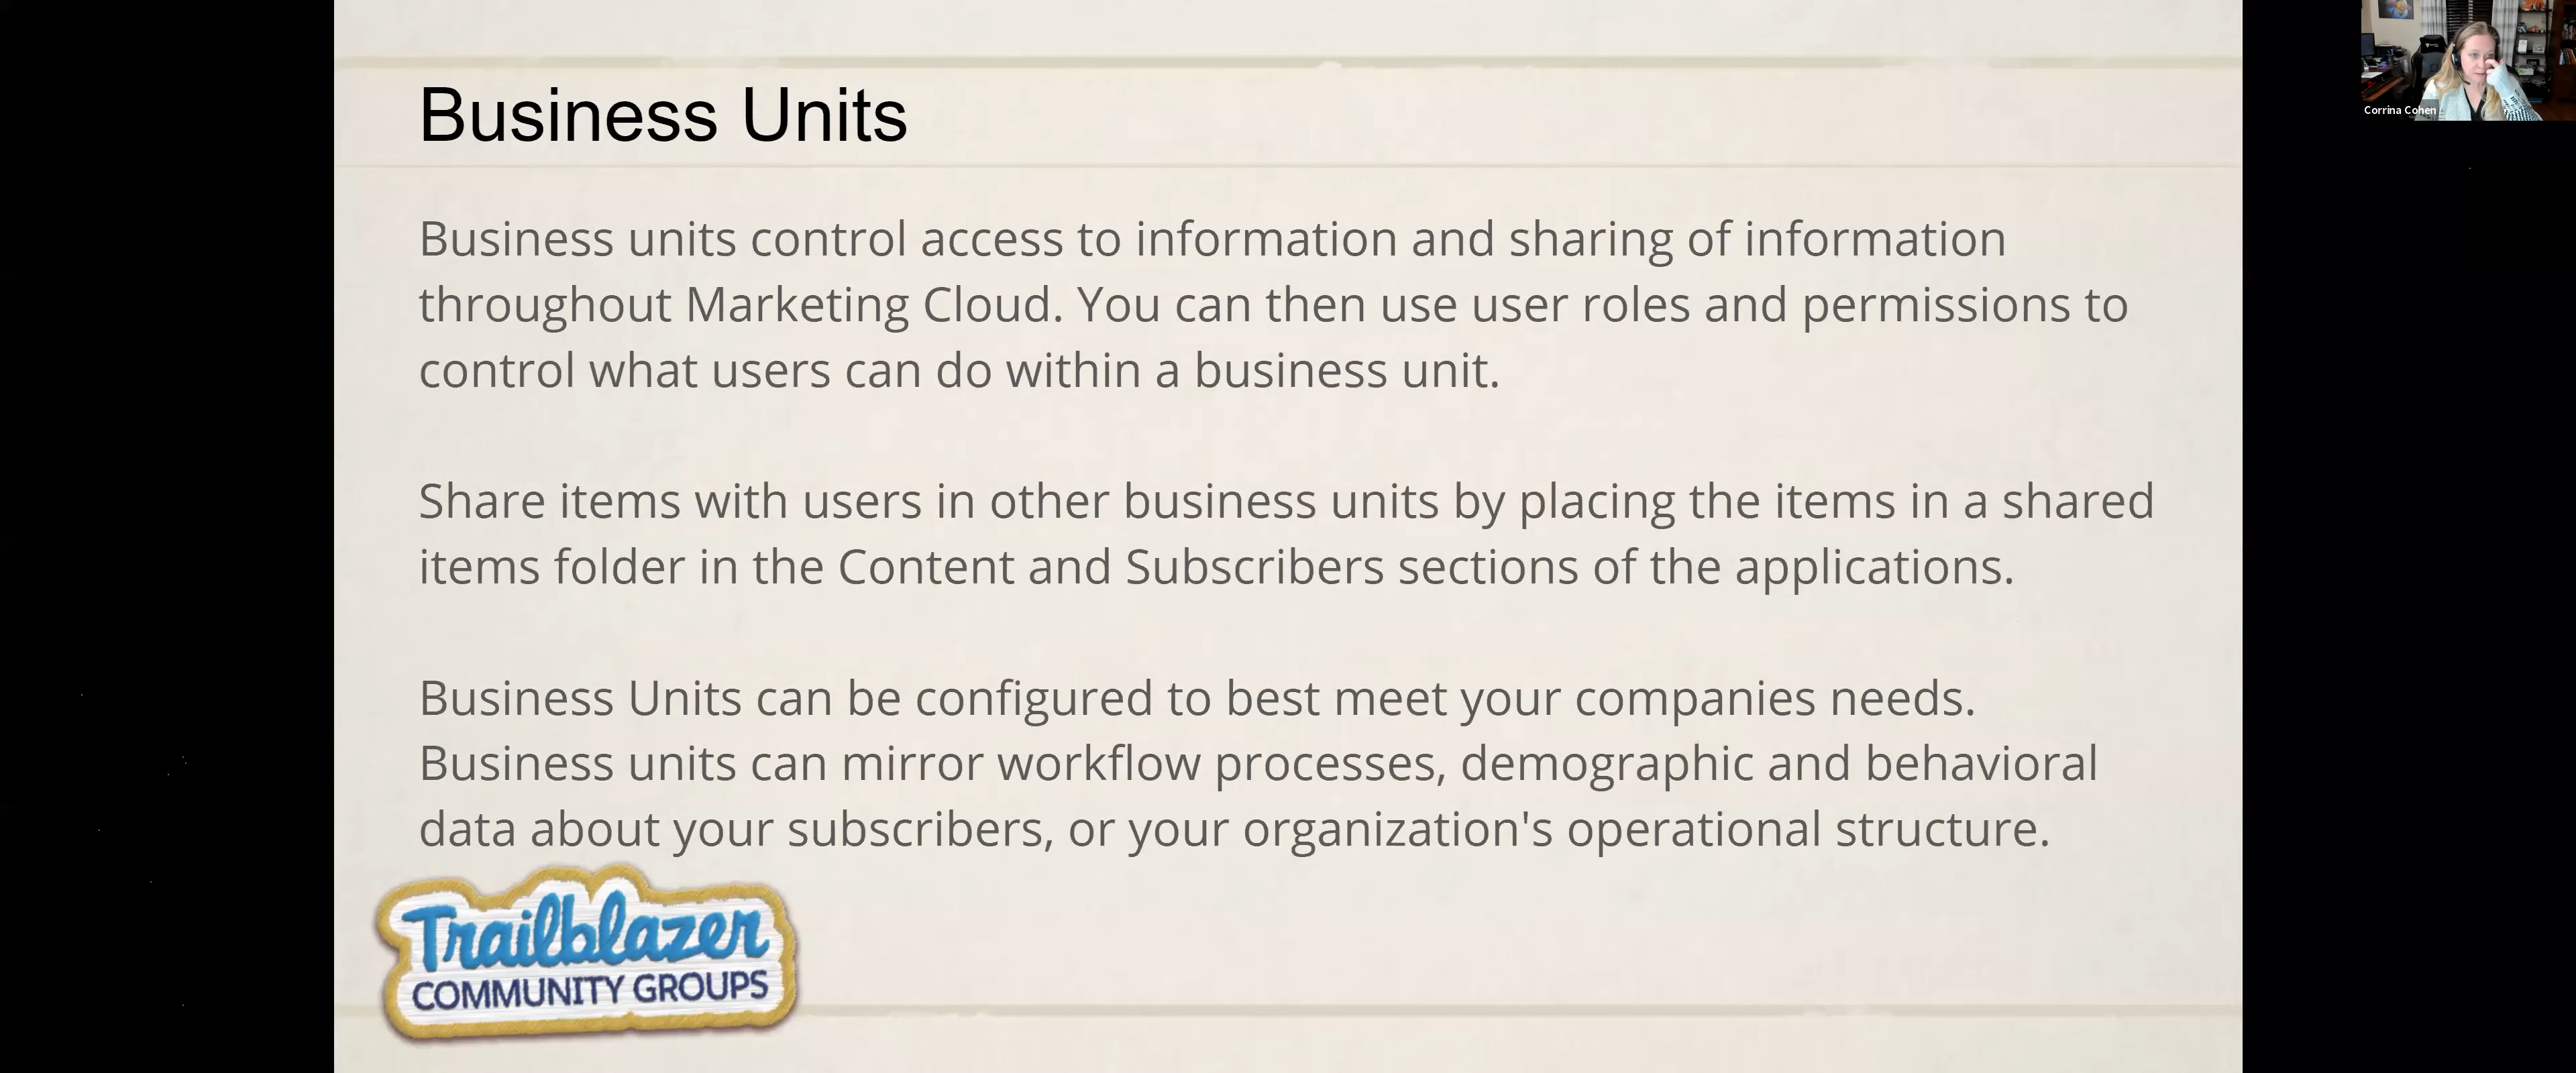 Business Units
Corrina Cohen
Business units control access to information and sharing of information
throughout Marketing Cloud. You can then use user roles and permissions to
control what users can do within a business unit.
Share items with users in other business units by placing the items in a shared
items folder in the Content and Subscribers sections of the applications.
Business Units can be configured to best meet your companies needs.
Business units can mirror workflow processes, demographic and behavioral
data about your subscribers, or your organization's operational structure.
Trailblazer
COMMUNITY GROUPS